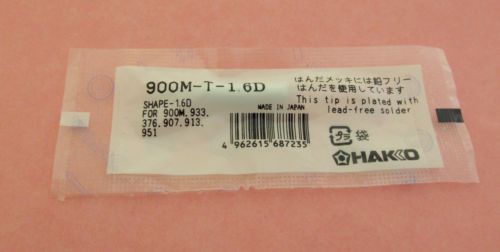 900M-T-1.6D
SHAPE-1.6D
FOR 900M.933.
376.907.913.
951
MADE IN JAPAN
4 962615 687235
はんだメッキには鉛フリー
はんだを使用しています
This tip is plated with
lead-free solder
プラ 袋
HAKKO